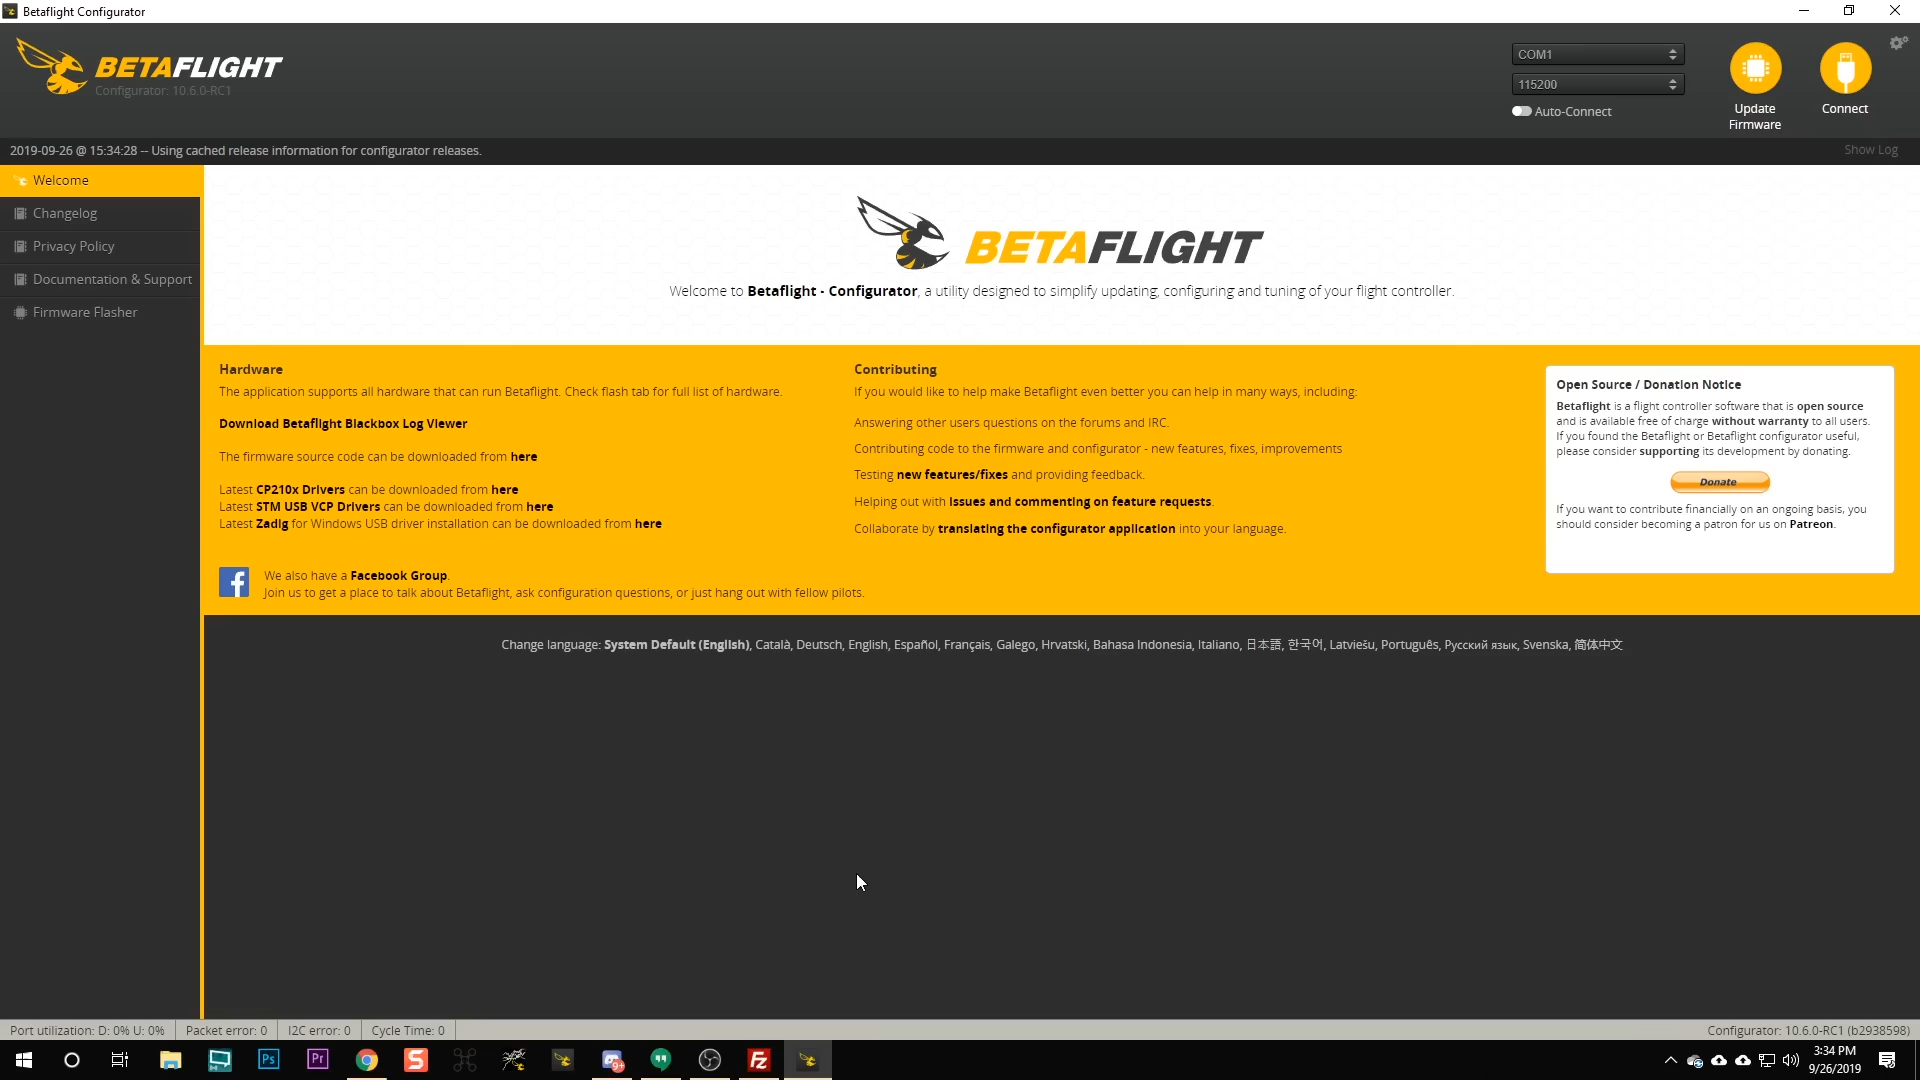 Betaflight Configurator
BETAFLIGHT
Configurator: 10.6.0-RC1
COM1
115200
Auto-Connect
Update
Firmware
Connect
2019-09-26 @ 15:34:28 -- Using cached release information for configurator releases.
Show Log
Welcome
Changelog
Privacy Policy
Documentation & Support
Firmware Flasher
BETAFLIGHT
Welcome to Betaflight - Configurator, a utility designed to simplify updating, configuring and tuning of your flight controller.
Hardware
The application supports all hardware that can run Betaflight. Check flash tab for full list of hardware.
Download Betaflight Blackbox Log Viewer
The firmware source code can be downloaded from here
Latest CP210x Drivers can be downloaded from here
Latest STM USB VCP Drivers can be downloaded from here
Latest Zadig for Windows USB driver installation can be downloaded from here
We also have a Facebook Group.
Join us to get a place to talk about Betaflight, ask configuration questions, or just hang out with fellow pilots.
Contributing
If you would like to help make Betaflight even better you can help in many ways, including:
Answering other users questions on the forums and IRC.
Contributing code to the firmware and configurator - new features, fixes, improvements
Testing new features/fixes and providing feedback.
Helping out with issues and commenting on feature requests.
Collaborate by translating the configurator application into your language.
Open Source / Donation Notice
Betaflight is a flight controller software that is open source
and is available free of charge without warranty to all users.
If you found the Betaflight or Betaflight configurator useful,
please consider supporting its development by donating.
Donate
If you want to contribute financially on an ongoing basis, you
should consider becoming a patron for us on Patreon.
Change language: System Default (English), Català, Deutsch, English, Español, Français, Galego, Hrvatski, Bahasa Indonesia, Italiano, 日本語, 한국어, Latviešu, Português, Русский язык, Svenska, 简体中文
Port utilization: D: 0% U: 0%
Packet error: 0
I2C error: 0
Cycle Time: 0
Configurator: 10.6.0-RC1 (b2938598)
Ps
Pr
S
9+
Fz
3:34 PM
9/26/2019